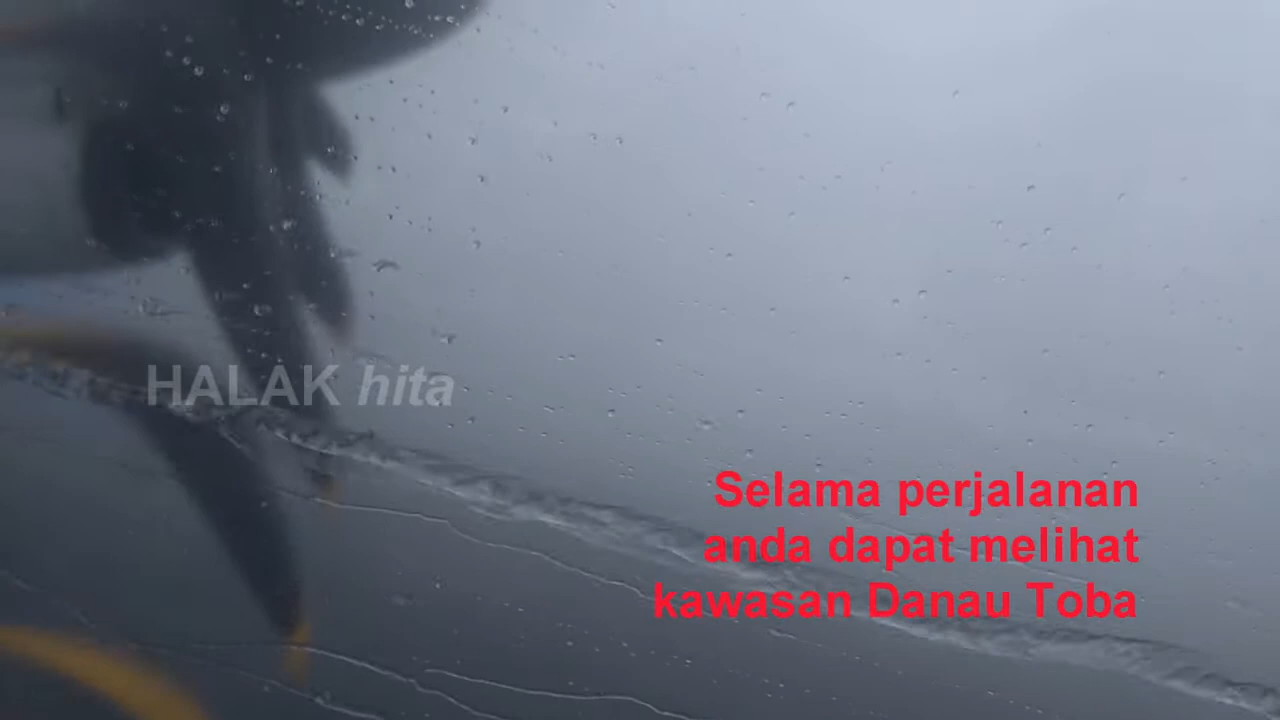 HALAK hita
Selama perjalanan
anda dapat melihat
kawasan Danau Toba